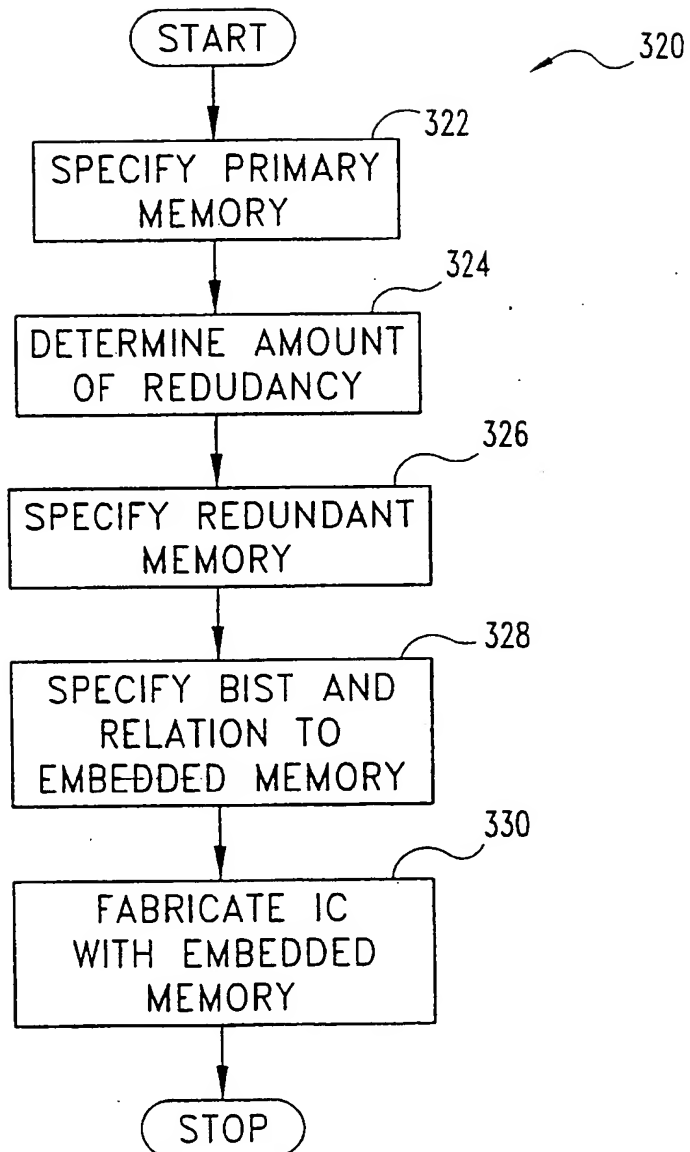 START
320
322
SPECIFY PRIMARY
MEMORY
324
DETERMINE AMOUNT
OF REDUDANCY
326
SPECIFY REDUNDANT
MEMORY
328
SPECIFY BIST AND
RELATION TO
EMBEDDED MEMORY
330
FABRICATE IC
WITH EMBEDDED
MEMORY
STOP